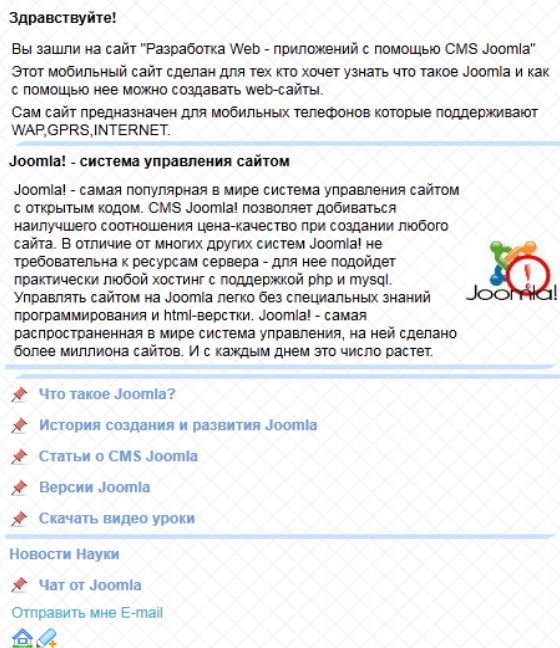 Здравствуйте!
Вы зашли на сайт "Разработка Web - приложений с помощью CMS Joomla"
Этот мобильный сайт сделан для тех кто хочет узнать что такое Joomla и как
с помощью нее можно создавать web-сайты.
Сам сайт предназначен для мобильных телефонов которые поддерживают
WAP,GPRS,INTERNET.
Joomla! - система управления сайтом
Joomla! - самая популярная в мире система управления сайтом
с открытым кодом. CMS Joomla! позволяет добиваться
наилучшего соотношения цена-качество при создании любого
сайта. В отличие от многих других систем Joomla! не
требовательна к ресурсам сервера - для нее подойдет
практически любой хостинг с поддержкой php и mysql.
Управлять сайтом на Joomla легко без специальных знаний
программирования и html-верстки. Joomla! - самая
распространенная в мире система управления, на ней сделано
более миллиона сайтов. И с каждым днем это число растет.
Joomla!
Что такое Joomla?
История создания и развития Joomla
Статьи о CMS Joomla
Версии Joomla
Скачать видео уроки
Новости Науки
Чат от Joomla
Отправить мне E-mail